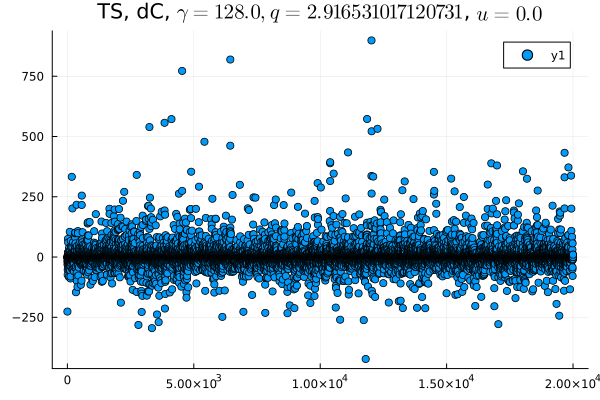 TS, dC, γ = 128.0, q = 2.916531017120731, u = 0.0
y1
750
500
250
0
−250
0 5.00×10³ 1.00×10⁴ 1.50×10⁴ 2.00×10⁴